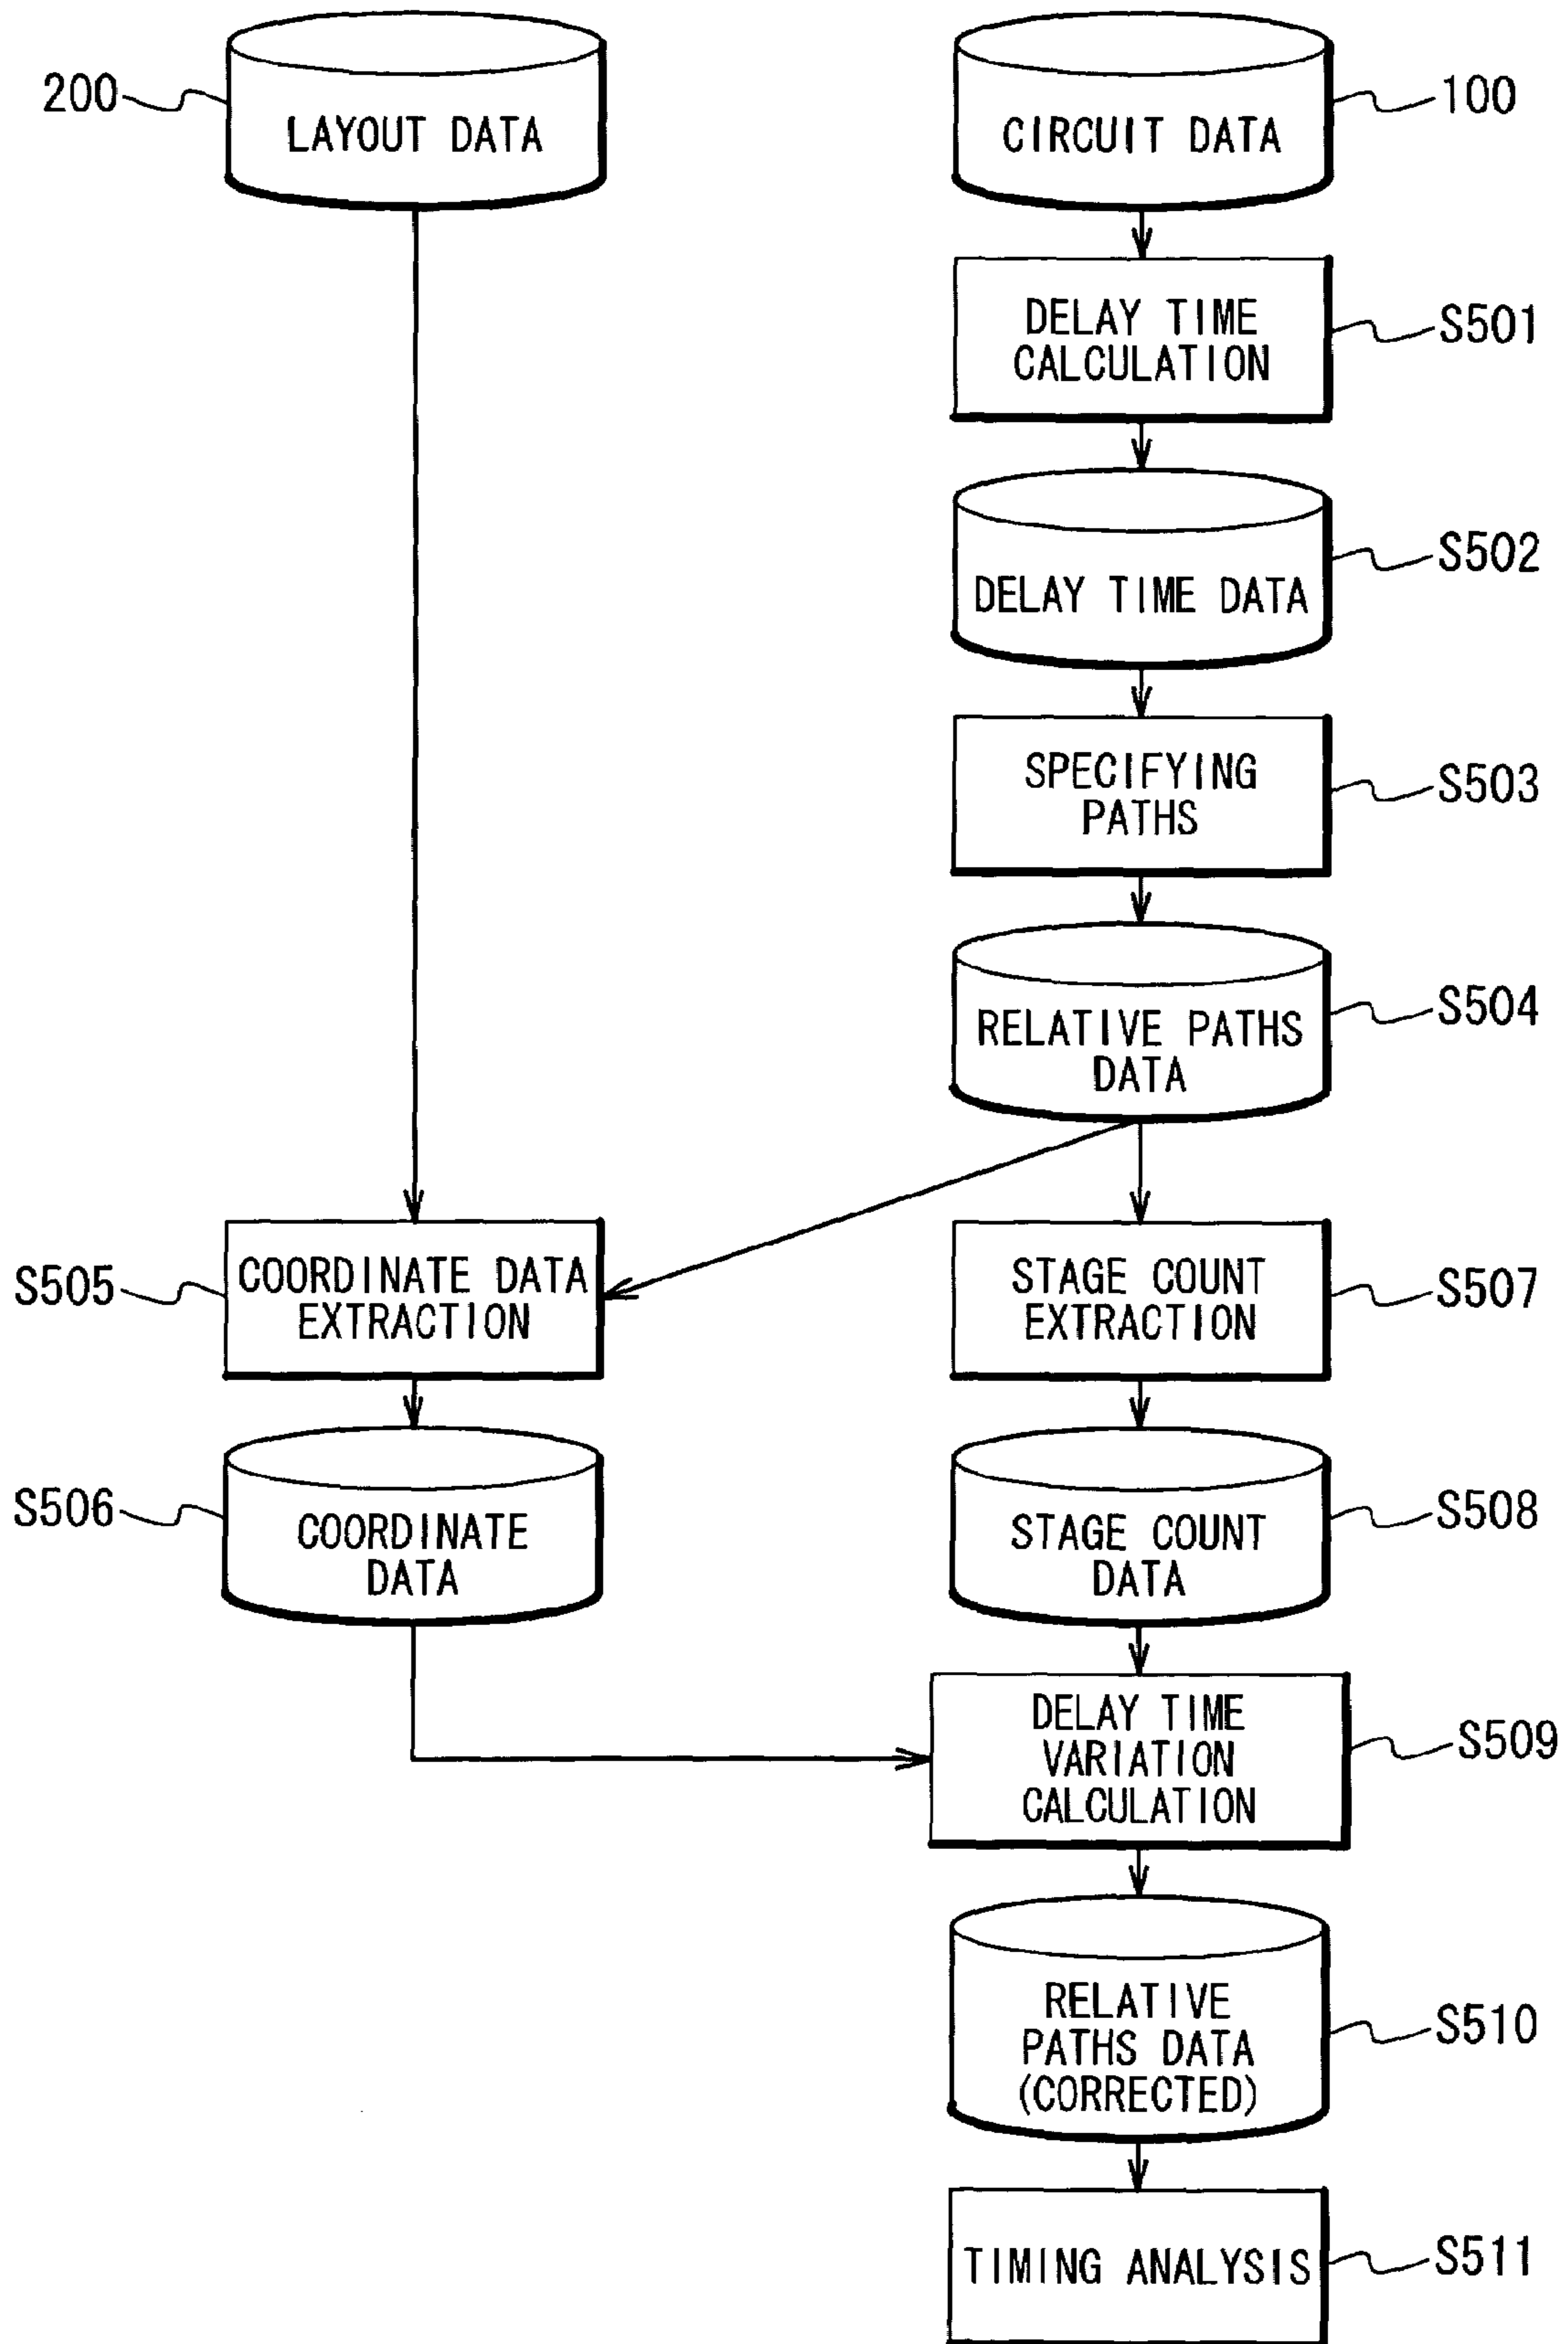 200
LAYOUT DATA
CIRCUIT DATA
100
DELAY TIME
CALCULATION
S501
DELAY TIME DATA
S502
SPECIFYING
PATHS
S503
RELATIVE PATHS
DATA
S504
S505
COORDINATE DATA
EXTRACTION
STAGE COUNT
EXTRACTION
S507
S506
COORDINATE
DATA
STAGE COUNT
DATA
S508
DELAY TIME
VARIATION
CALCULATION
S509
RELATIVE
PATHS DATA
(CORRECTED)
S510
TIMING ANALYSIS
S511